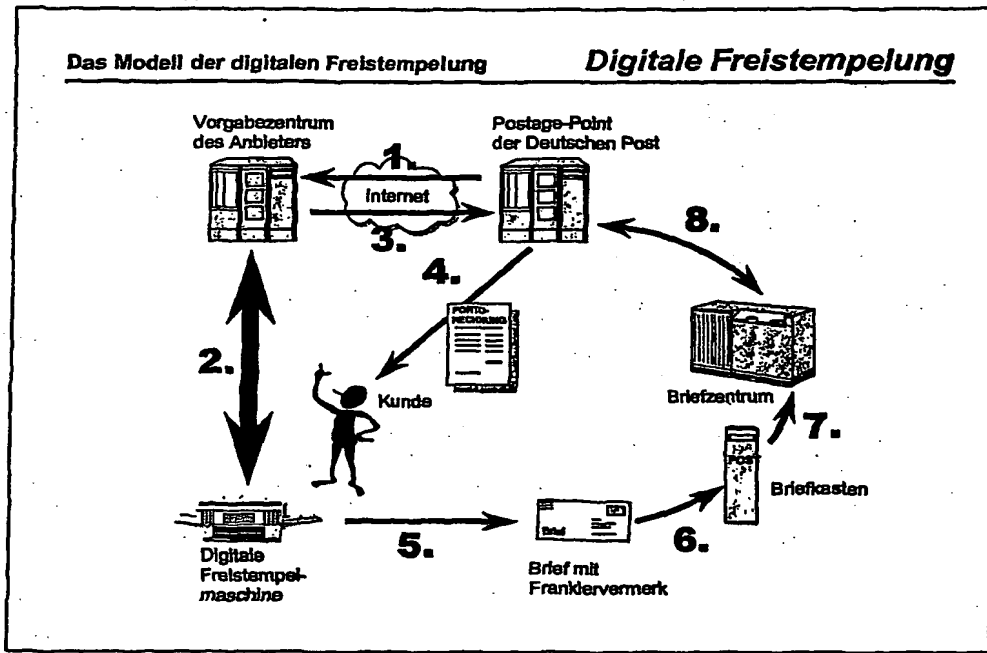 Das Modell der digitalen Freistempelung
Digitale Freistempelung
Vorgabezentrum
des Anbieters
Postage-Point
der Deutschen Post
1.
Internet
3.
8.
4.
PORTO-
RECHNUNG
2.
Kunde
Briefzentrum
7.
POST
Briefkasten
5.
Brief
6.
Digitale
Freistempel-
maschine
Brief mit
Frankiervermerk